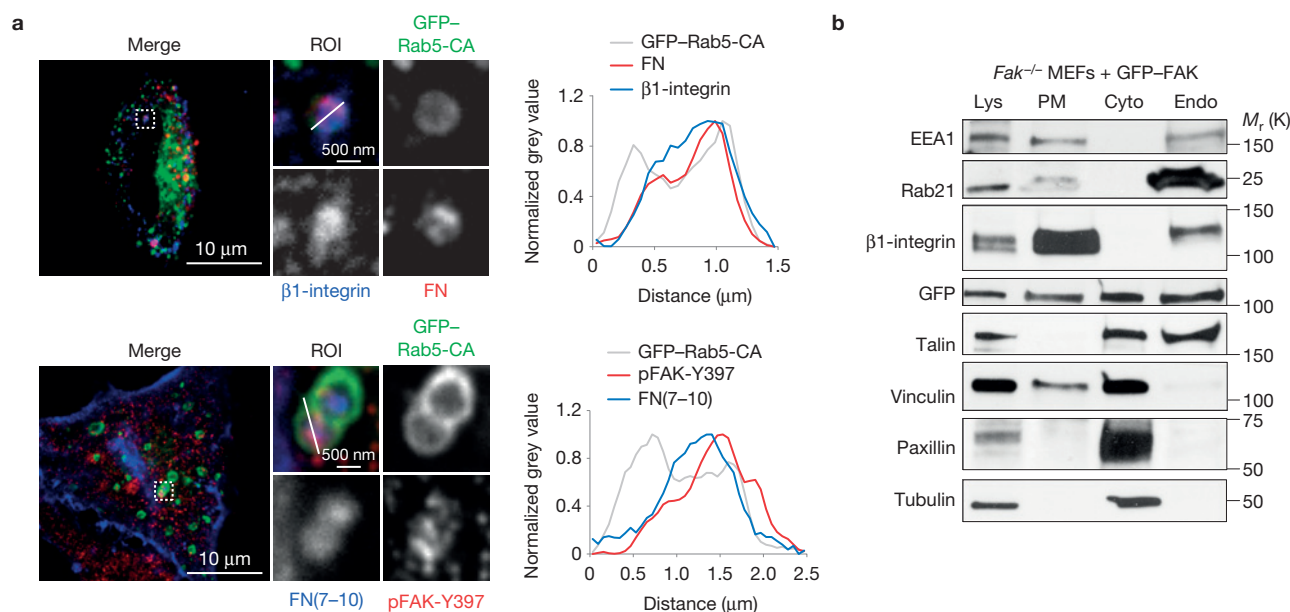 a
Merge
ROI
GFP–
Rab5-CA
10 μm
500 nm
β1-integrin
FN
GFP–Rab5-CA
FN
β1-integrin
Normalized grey value
1.2
0.8
0.4
0
0
0.5
1.0
1.5
Distance (μm)
Merge
ROI
GFP–
Rab5-CA
10 μm
500 nm
FN(7–10)
pFAK-Y397
GFP–Rab5-CA
pFAK-Y397
FN(7–10)
Normalized grey value
1.2
0.8
0.4
0
0
0.5
1.0
1.5
2.0
2.5
Distance (μm)
b
Fak–/– MEFs + GFP–FAK
Lys PM Cyto Endo
Mr (K)
EEA1
150
Rab21
25
β1-integrin
150
100
GFP
100
Talin
150
Vinculin
100
Paxillin
75
50
Tubulin
50